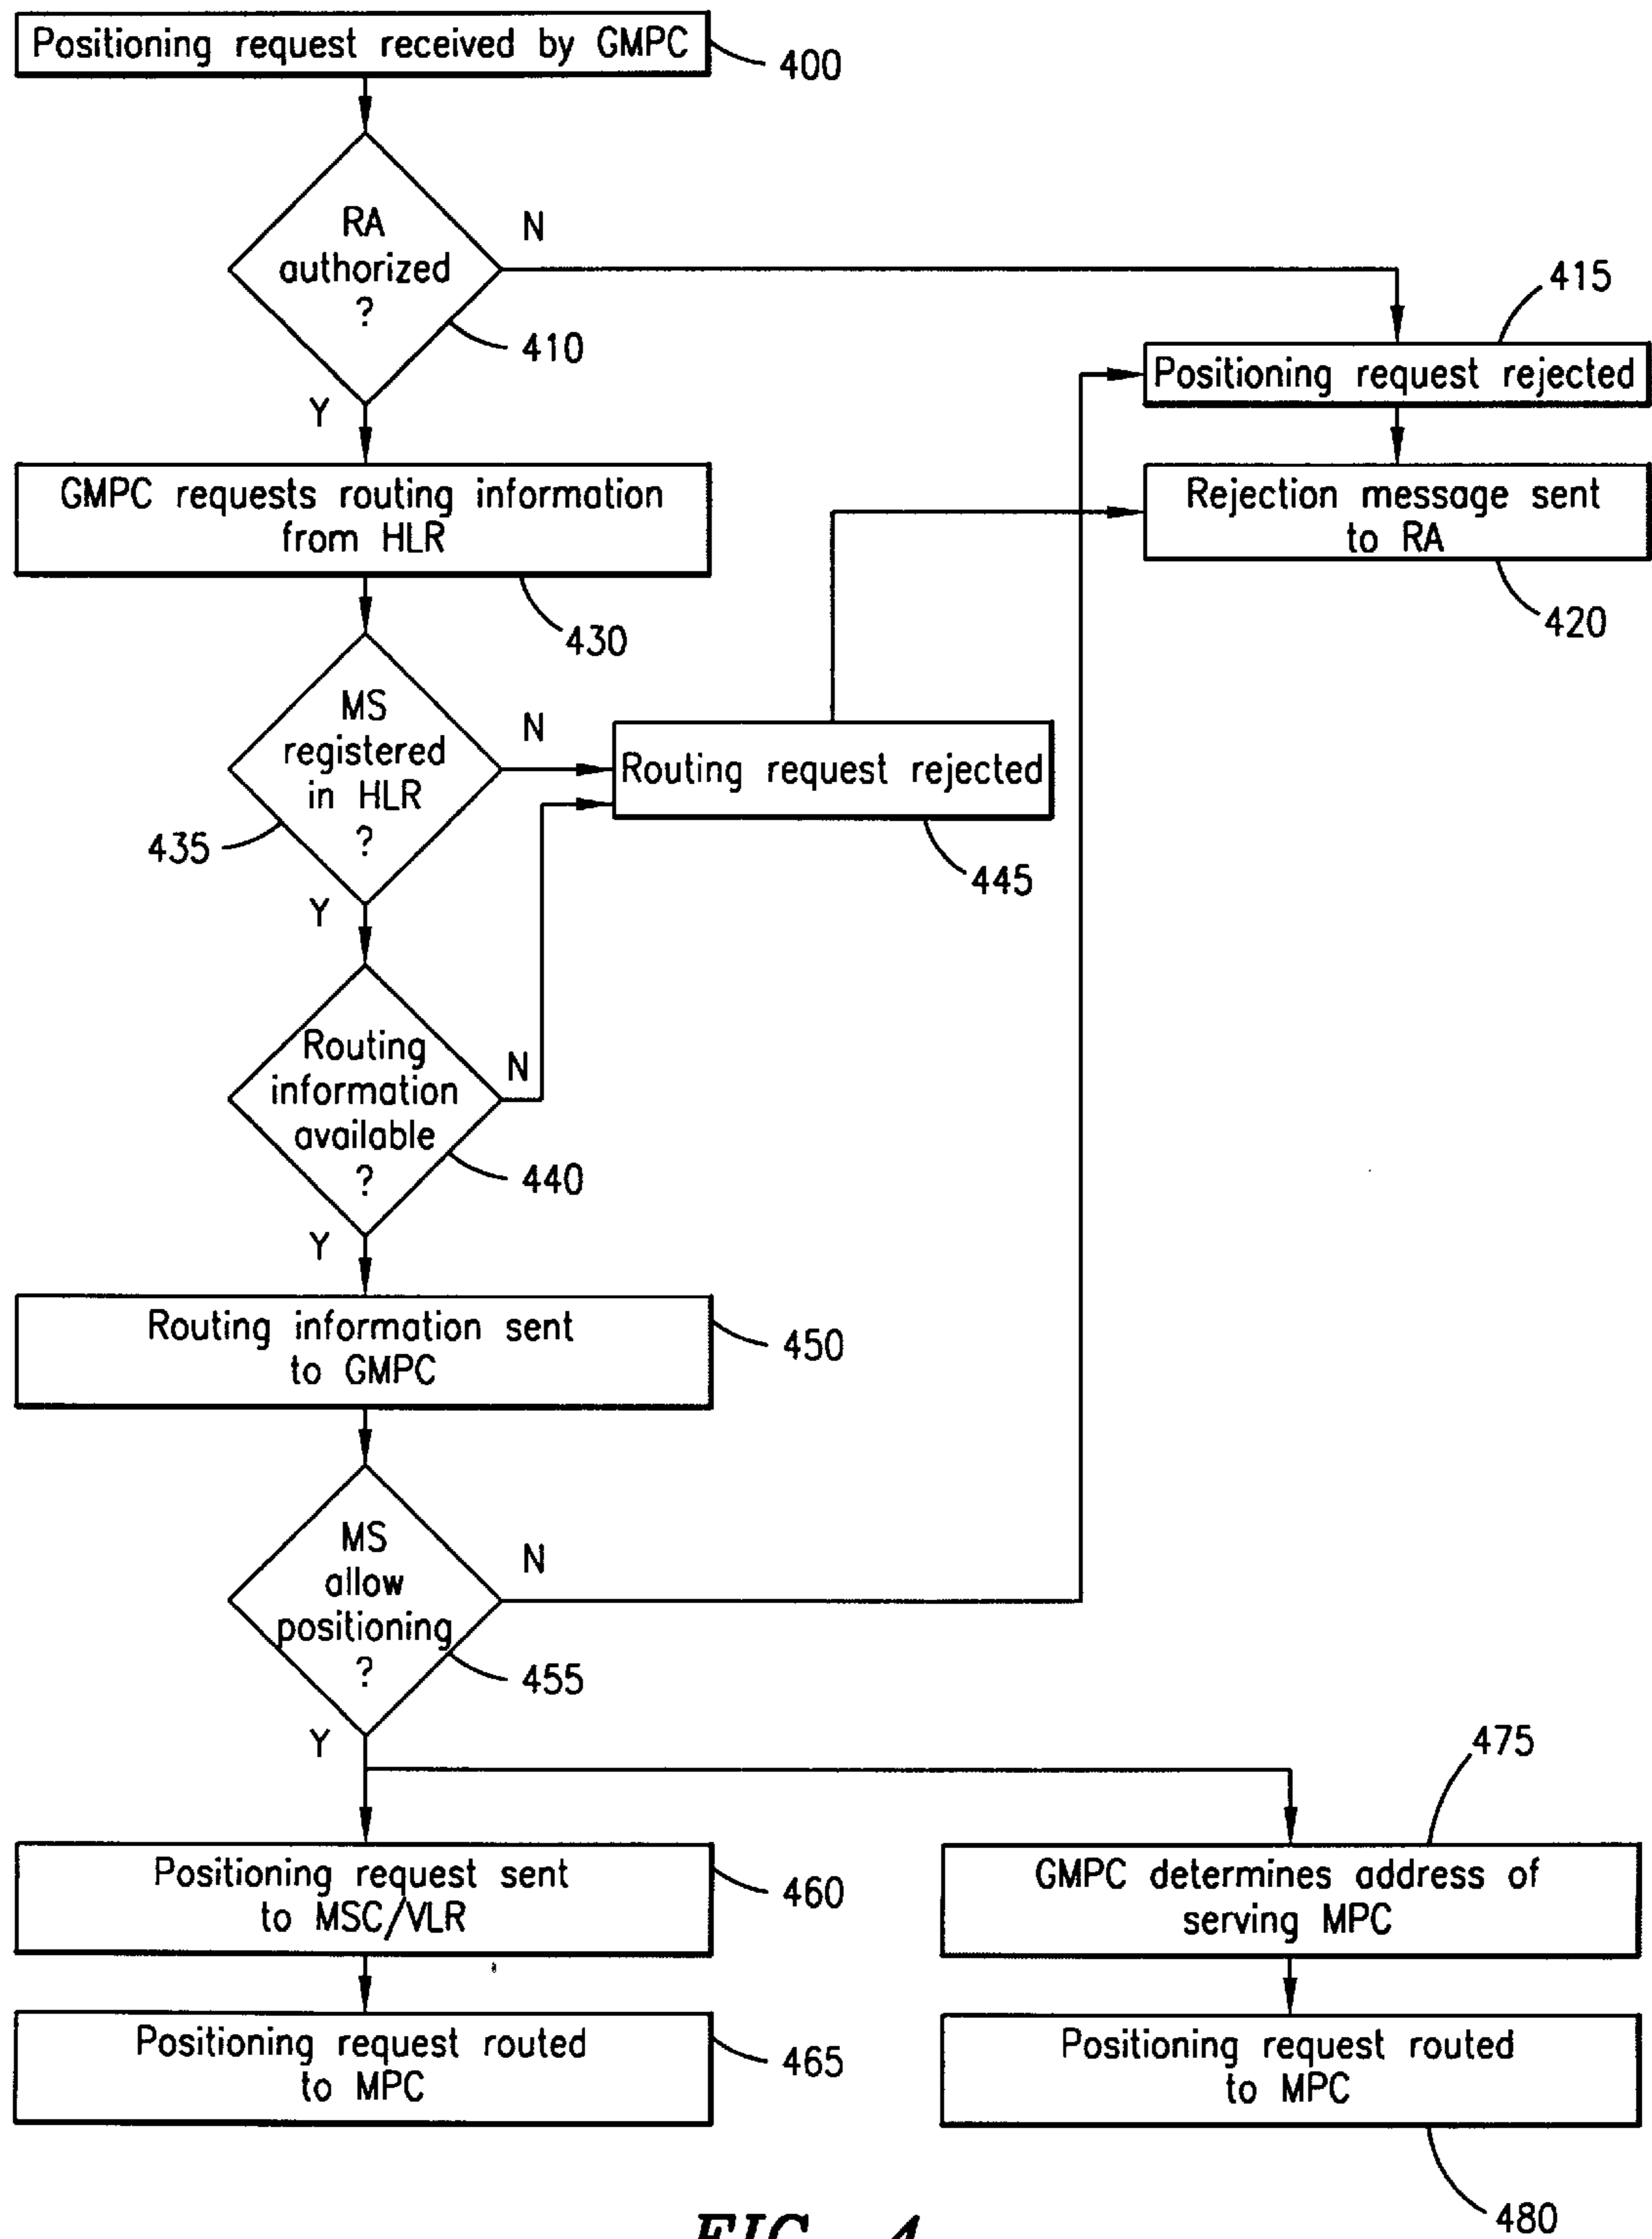 Positioning request received by GMPC
400
RA
authorized
?
N
410
Y
415
Positioning request rejected
Rejection message sent
to RA
420
GMPC requests routing information
from HLR
430
MS
registered
in HLR
?
N
435
Y
Routing request rejected
445
Routing
information
available
?
N
440
Y
Routing information sent
to GMPC
450
MS
allow
positioning
?
N
455
Y
Positioning request sent
to MSC/VLR
460
Positioning request routed
to MPC
465
475
GMPC determines address of
serving MPC
Positioning request routed
to MPC
480
FIG. 4